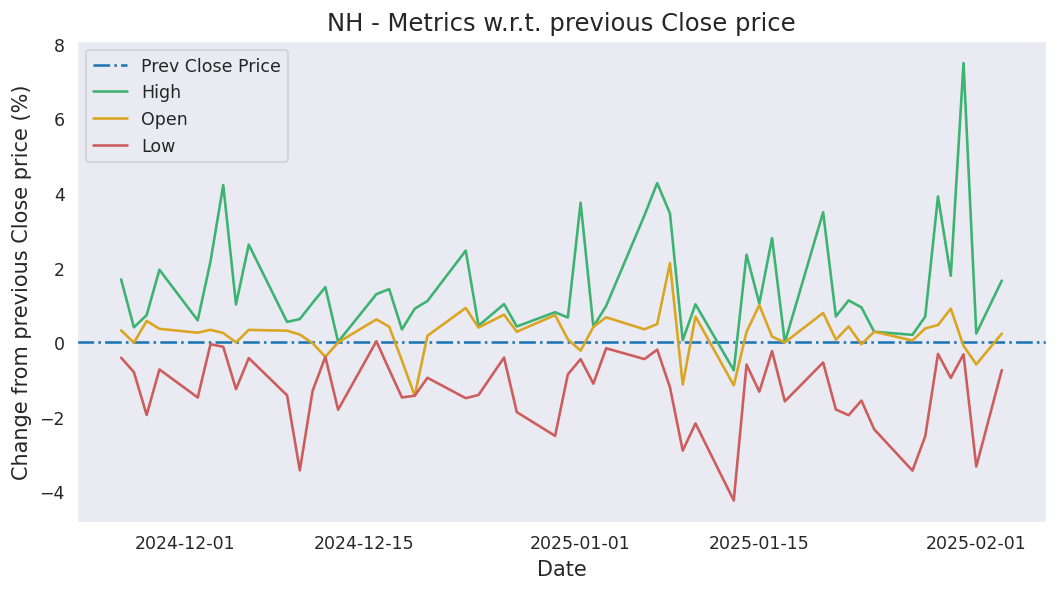 NH - Metrics w.r.t. previous Close price
Change from previous Close price (%)
8
6
4
2
0
−2
−4
Prev Close Price
High
Open
Low
2024-12-01
2024-12-15
2025-01-01
2025-01-15
2025-02-01
Date